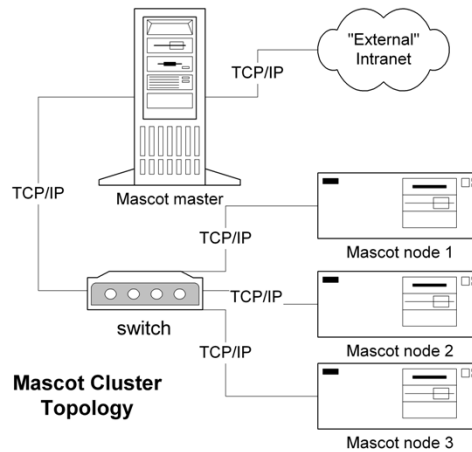 "External"
Intranet
TCP/IP
TCP/IP
Mascot master
TCP/IP
Mascot node 1
TCP/IP
switch
Mascot node 2
TCP/IP
Mascot Cluster
Topology
Mascot node 3